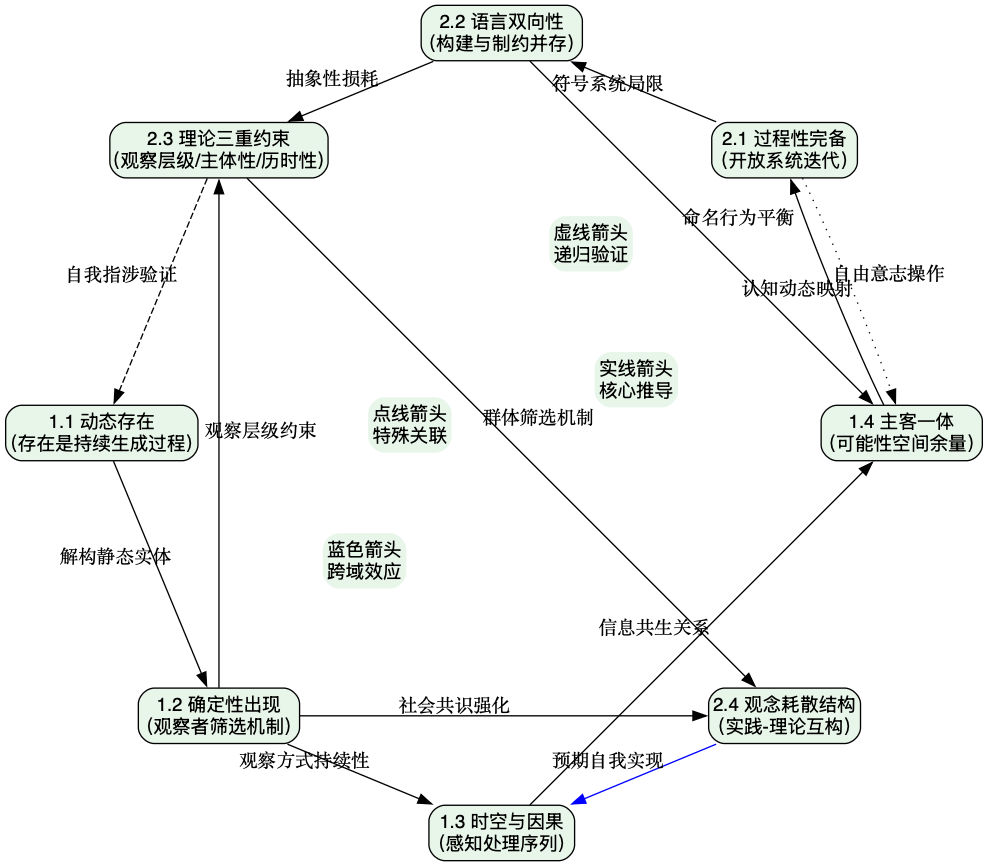 2.2 语言双向性
(构建与制约并存)
抽象性损耗
符号系统局限
2.3 理论三重约束
(观察层级/主体性/历时性)
2.1 过程性完备
(开放系统迭代)
命名行为平衡
虚线箭头
递归验证
自我指涉验证
自由意志操作
认知动态映射
实线箭头
核心推导
点线箭头
特殊关联
群体筛选机制
1.1 动态存在
(存在是持续生成过程)
观察层级约束
1.4 主客一体
(可能性空间余量)
解构静态实体
蓝色箭头
跨域效应
信息共生关系
1.2 确定性出现
(观察者筛选机制)
社会共识强化
2.4 观念耗散结构
(实践-理论互构)
观察方式持续性
预期自我实现
1.3 时空与因果
(感知处理序列)